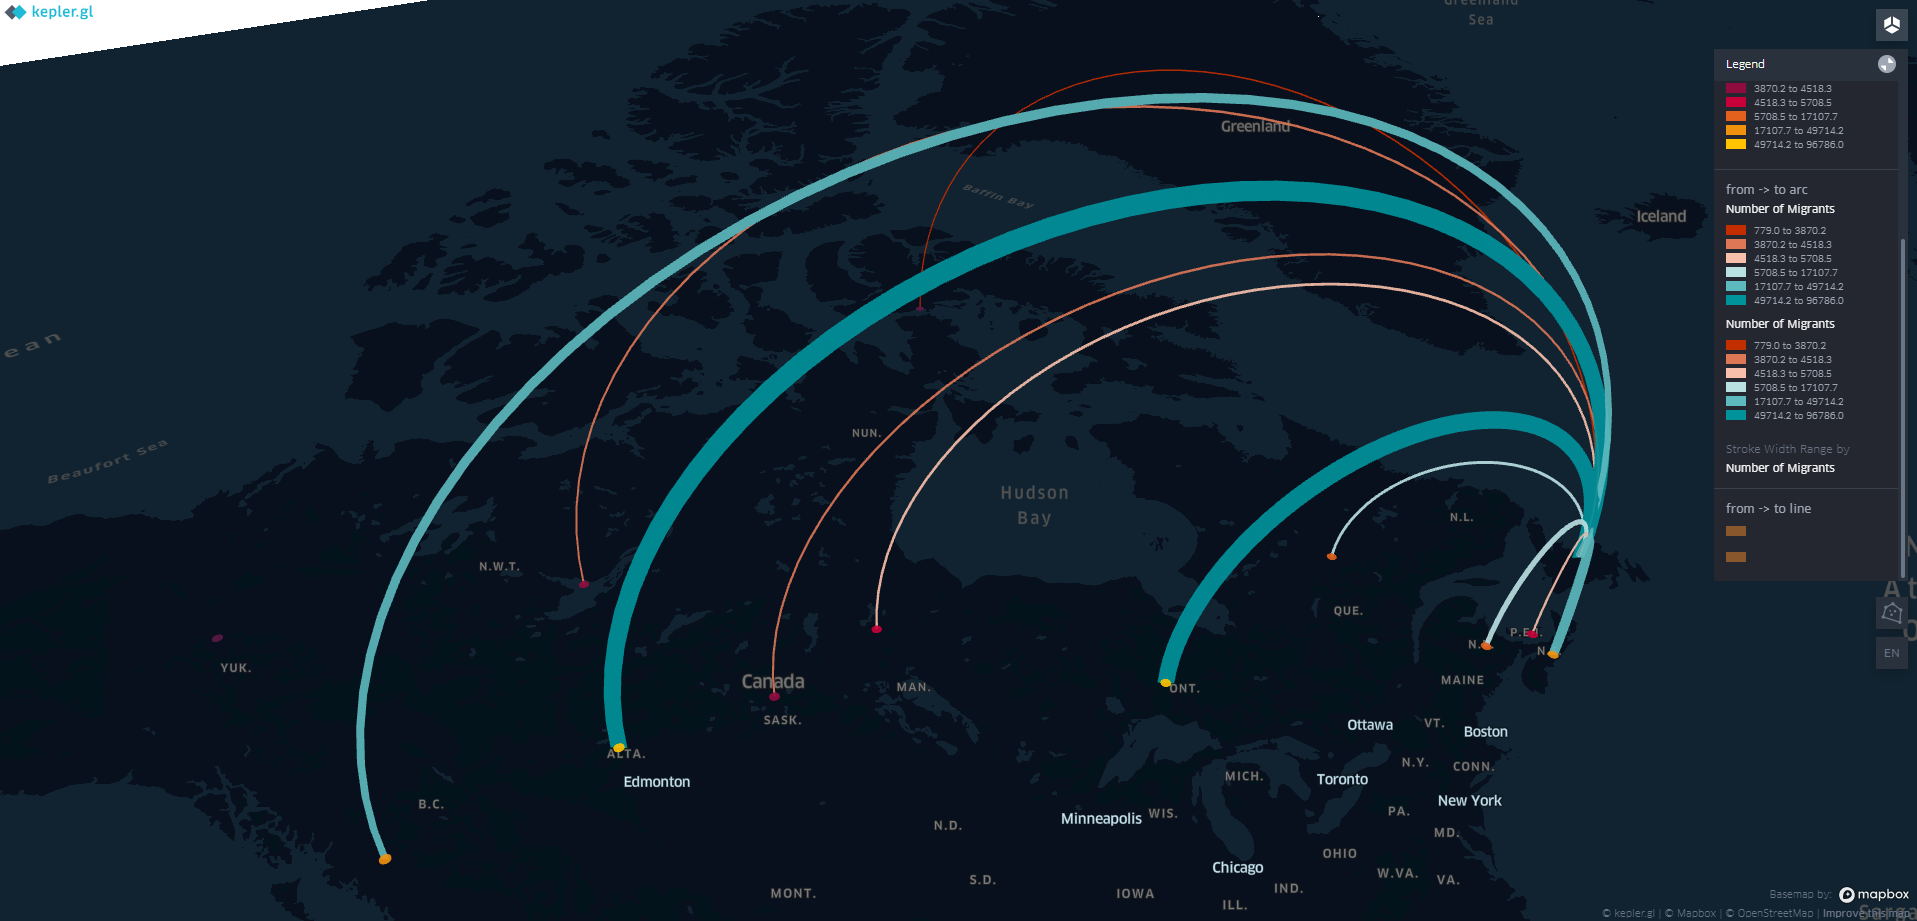 kepler.gl
Greenland
Sea
Legend
3870.2 to 4518.3
4518.3 to 5708.5
5708.5 to 17107.7
17107.7 to 49714.2
49714.2 to 96786.0
from -> to arc
Number of Migrants
779.0 to 3870.2
3870.2 to 4518.3
4518.3 to 5708.5
5708.5 to 17107.7
17107.7 to 49714.2
49714.2 to 96786.0
Number of Migrants
779.0 to 3870.2
3870.2 to 4518.3
4518.3 to 5708.5
5708.5 to 17107.7
17107.7 to 49714.2
49714.2 to 96786.0
Stroke Width Range by
Number of Migrants
from -> to line
EN
Greenland
Baffin Bay
Iceland
ean
Beaufort Sea
NUN.
Hudson
Bay
N.L.
N.W.T.
QUE.
YUK.
P.E.I.
Canada
MAN.
ONT.
MAINE
SASK.
Ottawa
VT.
Boston
ALTA.
Edmonton
MICH.
Toronto
N.Y.
CONN.
B.C.
New York
Minneapolis
WIS.
PA.
N.D.
MD.
OHIO
Chicago
W.VA.
VA.
S.D.
MONT.
IOWA
IND.
ILL.
Basemap by:
mapbox
© kepler.gl | © Mapbox | © OpenStreetMap | Improve this map